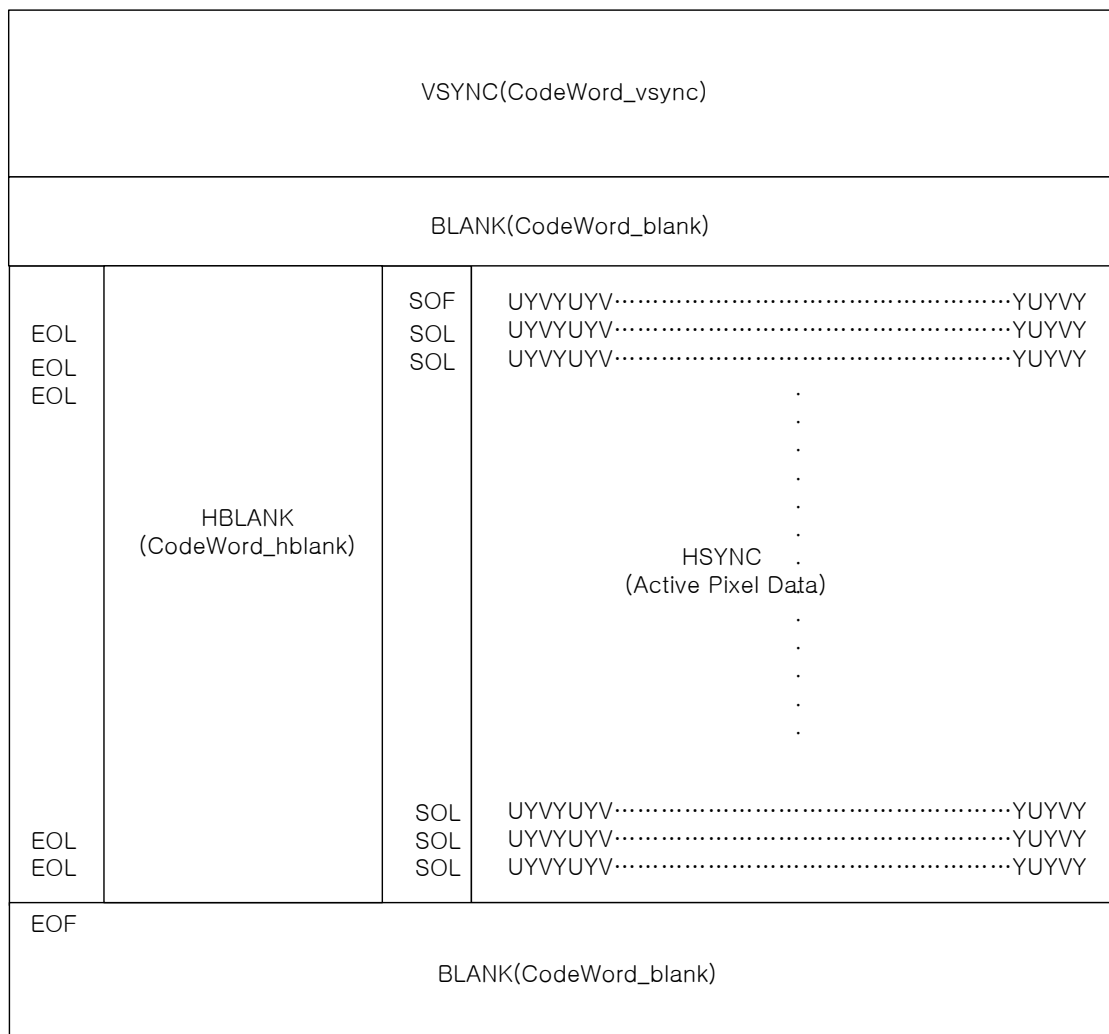 VSYNC(CodeWord_vsync)
BLANK(CodeWord_blank)
SOF UYVYUYV……………………………………………YUYVY
EOL SOL UYVYUYV……………………………………………YUYVY
EOL SOL UYVYUYV……………………………………………YUYVY
EOL
HBLANK
(CodeWord_hblank)
HSYNC
(Active Pixel Data)
SOL UYVYUYV……………………………………………YUYVY
EOL SOL UYVYUYV……………………………………………YUYVY
EOL SOL UYVYUYV……………………………………………YUYVY
EOF
BLANK(CodeWord_blank)